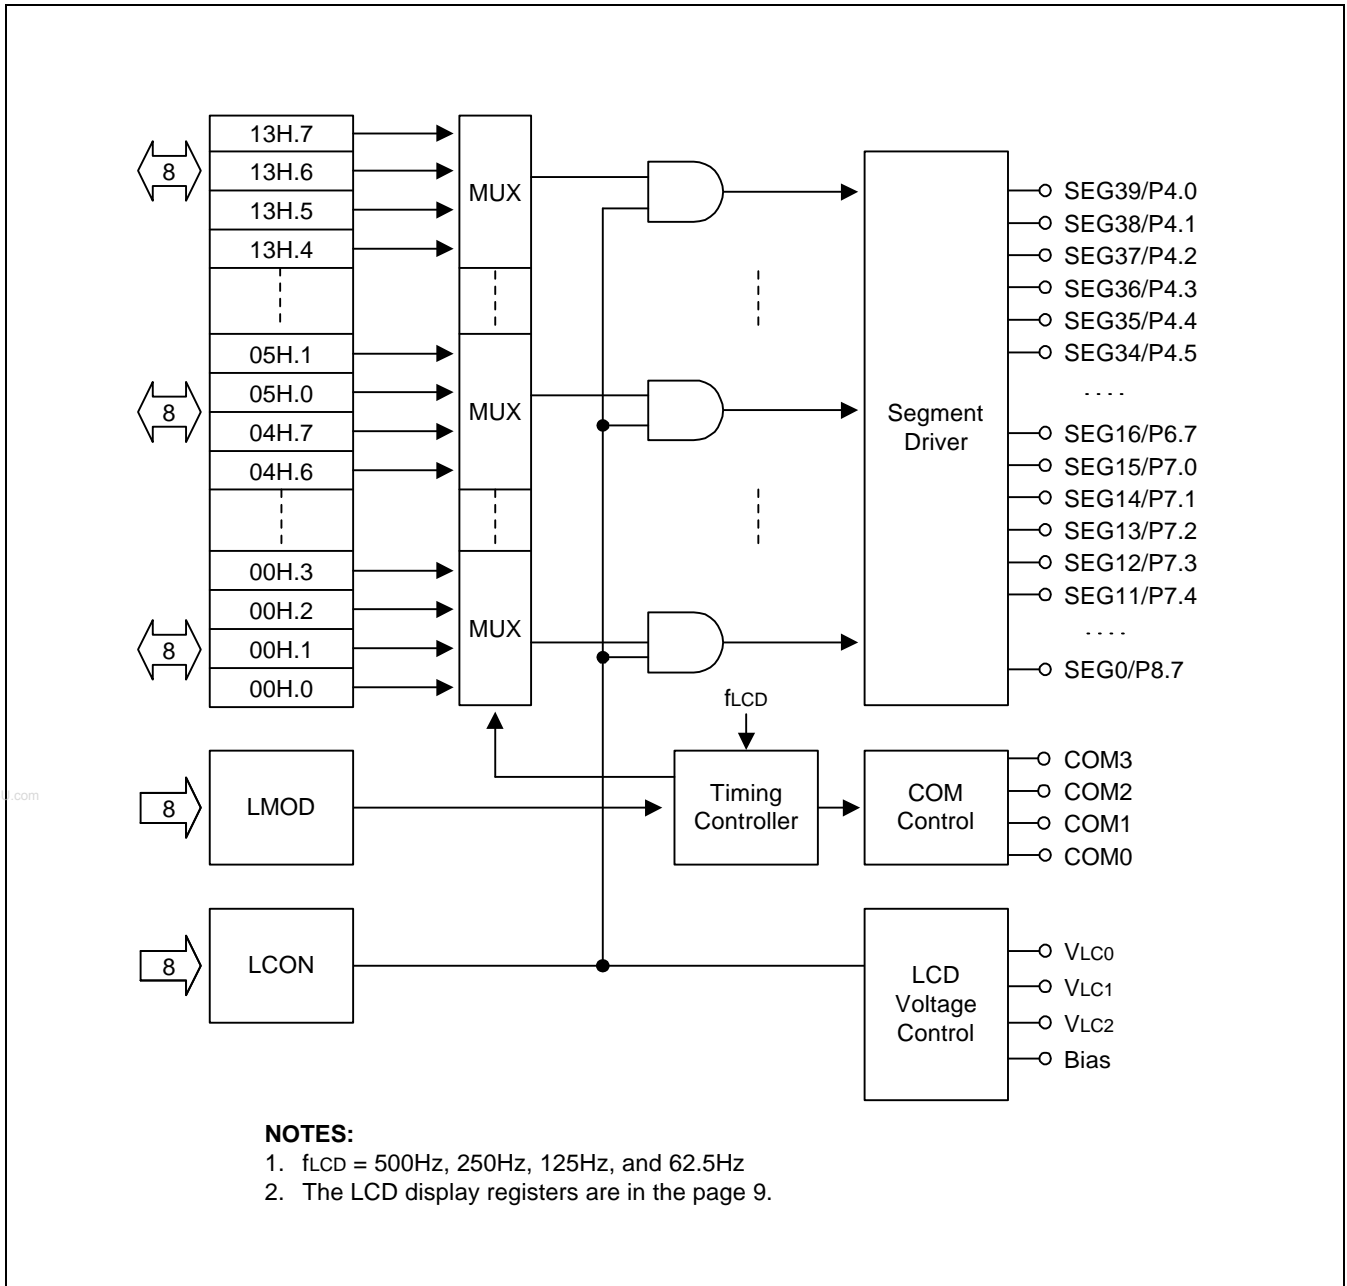 13H.7
8
13H.6
13H.5
13H.4
MUX
05H.1
8
05H.0
04H.7
04H.6
MUX
00H.3
00H.2
8
00H.1
00H.0
MUX
Segment
Driver
SEG39/P4.0
SEG38/P4.1
SEG37/P4.2
SEG36/P4.3
SEG35/P4.4
SEG34/P4.5
....
SEG16/P6.7
SEG15/P7.0
SEG14/P7.1
SEG13/P7.2
SEG12/P7.3
SEG11/P7.4
....
SEG0/P8.7
fLCD
8
LMOD
Timing
Controller
COM
Control
COM3
COM2
COM1
COM0
U.com
8
LCON
LCD
Voltage
Control
VLC0
VLC1
VLC2
Bias
NOTES:
1. fLCD = 500Hz, 250Hz, 125Hz, and 62.5Hz
2. The LCD display registers are in the page 9.